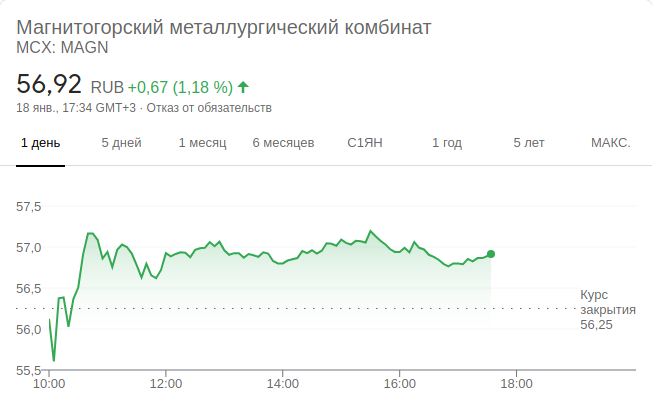 Магнитогорский металлургический комбинат
MCX: MAGN
56,92 RUB +0,67 (1,18 %)
18 янв., 17:34 GMT+3 · Отказ от обязательств
1 день 5 дней 1 месяц 6 месяцев С1ЯН 1 год 5 лет МАКС.
57,5
57,0
56,5
Курс
закрытия
56,25
56,0
55,5
10:00 12:00 14:00 16:00 18:00